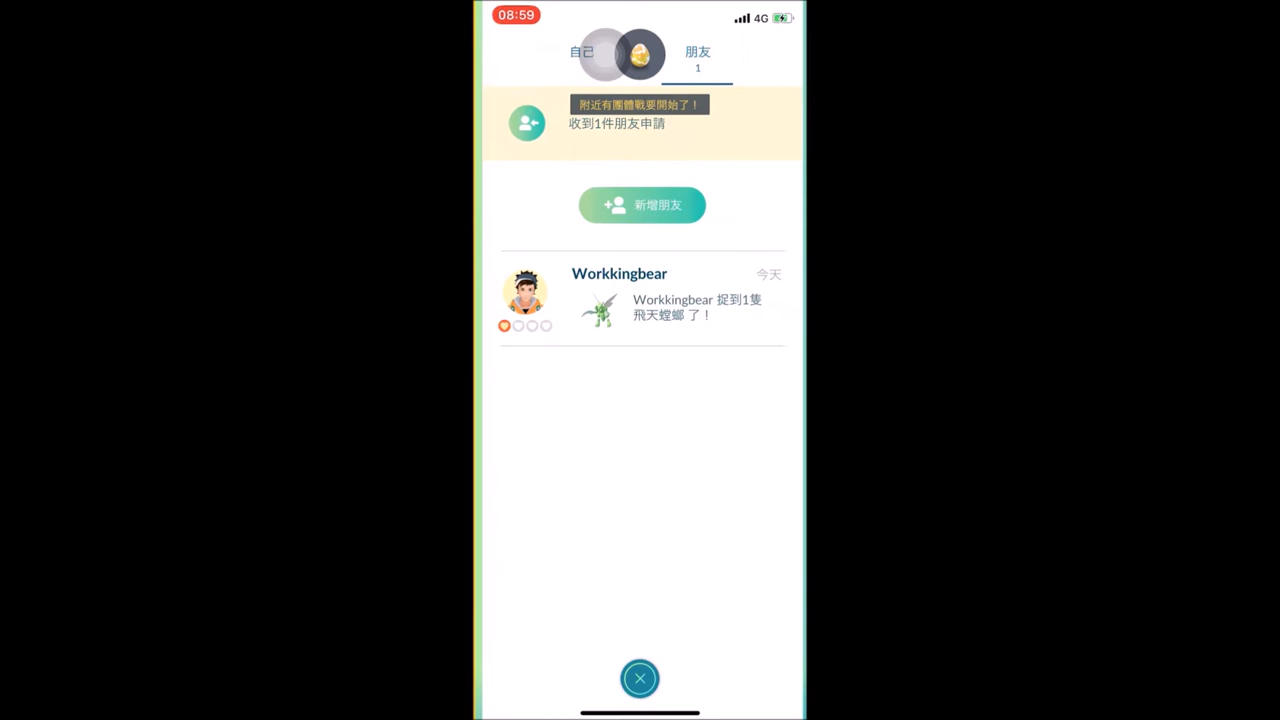 08:59
4G
自己
朋友
1
附近有團體戰要開始了！
收到1件朋友申請
新增朋友
Workkingbear
今天
Workkingbear 捉到1隻
飛天螳螂 了！